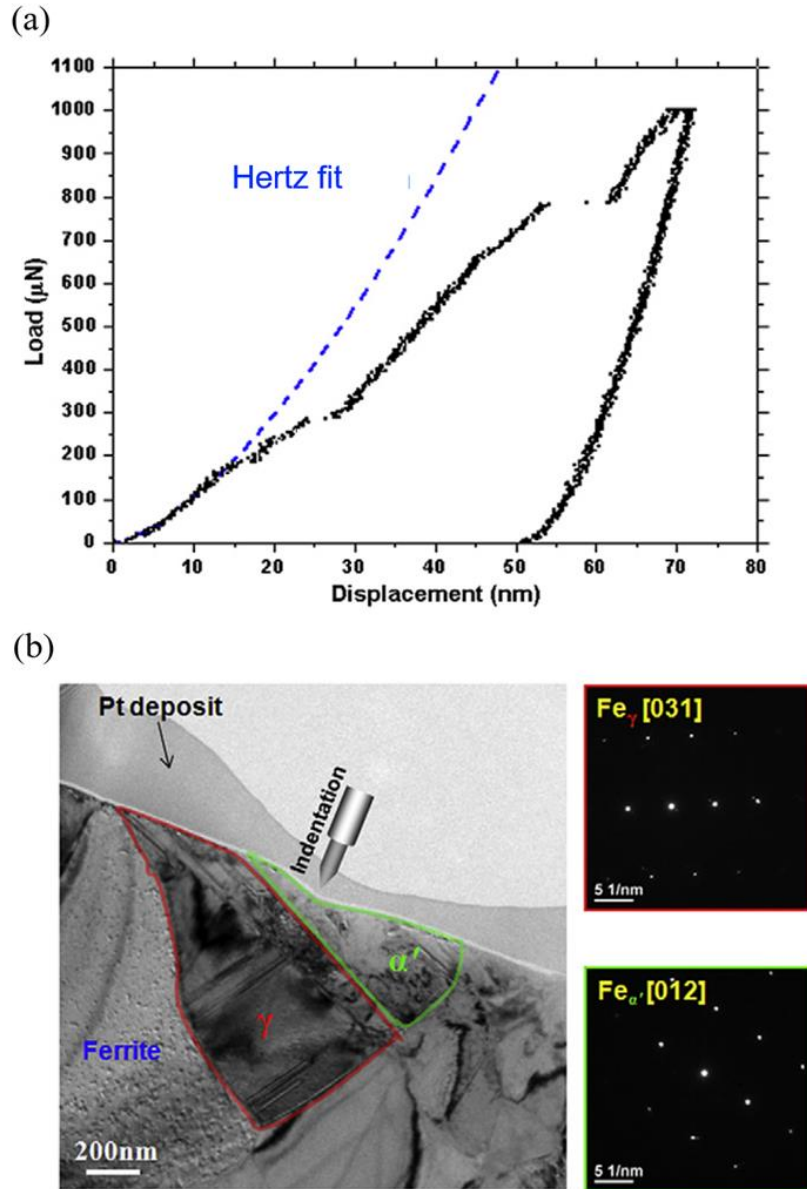 (a)
1100
1000
900
800
700
600
500
400
300
200
100
0
Load (μN)
Hertz fit
0 10 20 30 40 50 60 70 80
Displacement (nm)
(b)
Pt deposit
Indentation
Ferrite
γ
α′
200nm
Feγ [031]
5 1/nm
Feα′ [012]
5 1/nm